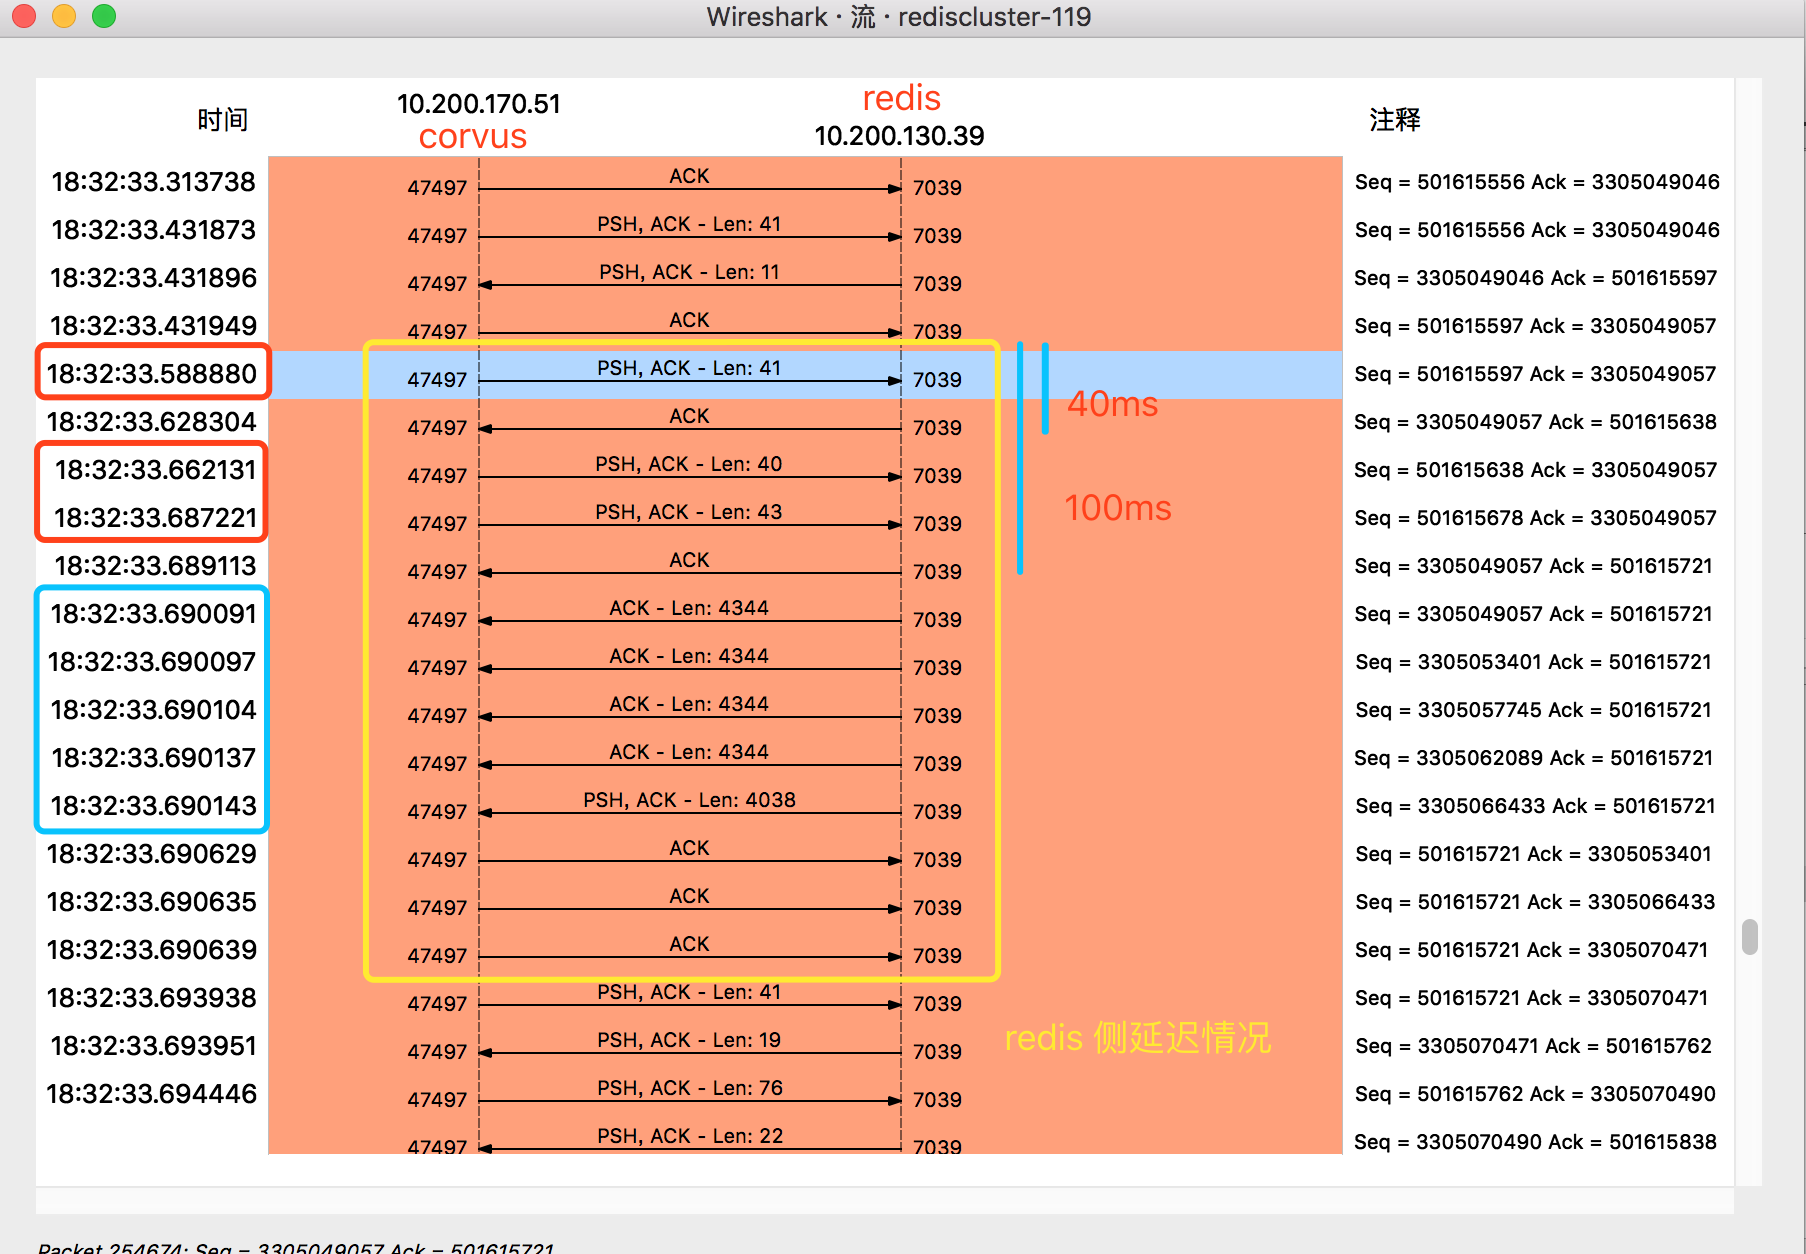 Wireshark · 流 · rediscluster-119
时间 10.200.170.51 redis 注释
corvus 10.200.130.39
18:32:33.313738 47497 ACK 7039 Seq = 501615556 Ack = 3305049046
18:32:33.431873 47497 PSH, ACK - Len: 41 7039 Seq = 501615556 Ack = 3305049046
18:32:33.431896 47497 PSH, ACK - Len: 11 7039 Seq = 3305049046 Ack = 501615597
18:32:33.431949 47497 ACK 7039 Seq = 501615597 Ack = 3305049057
18:32:33.588880 47497 PSH, ACK - Len: 41 7039 Seq = 501615597 Ack = 3305049057
40ms
18:32:33.628304 47497 ACK 7039 Seq = 3305049057 Ack = 501615638
18:32:33.662131 47497 PSH, ACK - Len: 40 7039 Seq = 501615638 Ack = 3305049057
100ms
18:32:33.687221 47497 PSH, ACK - Len: 43 7039 Seq = 501615678 Ack = 3305049057
18:32:33.689113 47497 ACK 7039 Seq = 3305049057 Ack = 501615721
18:32:33.690091 47497 ACK - Len: 4344 7039 Seq = 3305049057 Ack = 501615721
18:32:33.690097 47497 ACK - Len: 4344 7039 Seq = 3305053401 Ack = 501615721
18:32:33.690104 47497 ACK - Len: 4344 7039 Seq = 3305057745 Ack = 501615721
18:32:33.690137 47497 ACK - Len: 4344 7039 Seq = 3305062089 Ack = 501615721
18:32:33.690143 47497 PSH, ACK - Len: 4038 7039 Seq = 3305066433 Ack = 501615721
18:32:33.690629 47497 ACK 7039 Seq = 501615721 Ack = 3305053401
18:32:33.690635 47497 ACK 7039 Seq = 501615721 Ack = 3305066433
18:32:33.690639 47497 ACK 7039 Seq = 501615721 Ack = 3305070471
18:32:33.693938 47497 PSH, ACK - Len: 41 7039 Seq = 501615721 Ack = 3305070471
redis 侧延迟情况
18:32:33.693951 47497 PSH, ACK - Len: 19 7039 Seq = 3305070471 Ack = 501615762
18:32:33.694446 47497 PSH, ACK - Len: 76 7039 Seq = 501615762 Ack = 3305070490
47497 PSH, ACK - Len: 22 7039 Seq = 3305070490 Ack = 501615838
Packet 254674: Seq = 3305049057 Ack = 501615721